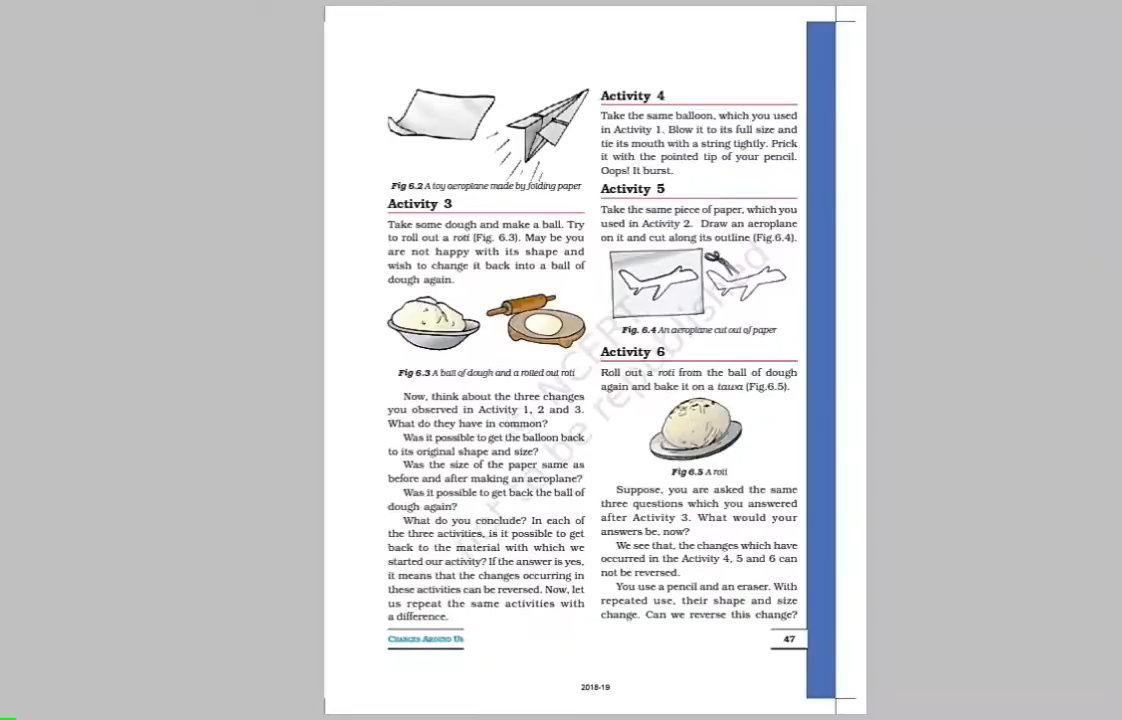 Fig 6.2 A toy aeroplane made by folding paper
Activity 3
Take some dough and make a ball. Try
to roll out a roti (Fig. 6.3). May be you
are not happy with its shape and
wish to change it back into a ball of
dough again.
Fig 6.3 A ball of dough and a rolled out roti
Now, think about the three changes
you observed in Activity 1, 2 and 3.
What do they have in common?
Was it possible to get the balloon back
to its original shape and size?
Was the size of the paper same as
before and after making an aeroplane?
Was it possible to get back the ball of
dough again?
What do you conclude? In each of
the three activities, is it possible to get
back to the material with which we
started our activity? If the answer is yes,
it means that the changes occurring in
these activities can be reversed. Now, let
us repeat the same activities with
a difference.
Activity 4
Take the same balloon, which you used
in Activity 1. Blow it to its full size and
tie its mouth with a string tightly. Prick
it with the pointed tip of your pencil.
Oops! It burst.
Activity 5
Take the same piece of paper, which you
used in Activity 2. Draw an aeroplane
on it and cut along its outline (Fig.6.4).
Fig. 6.4 An aeroplane cut out of paper
Activity 6
Roll out a roti from the ball of dough
again and bake it on a tawa (Fig.6.5).
Fig 6.5 A roti
Suppose, you are asked the same
three questions which you answered
after Activity 3. What would your
answers be, now?
We see that, the changes which have
occurred in the Activity 4, 5 and 6 can
not be reversed.
You use a pencil and an eraser. With
repeated use, their shape and size
change. Can we reverse this change?
CHANGES AROUND US
47
2018-19
© NCERT
not to be republished